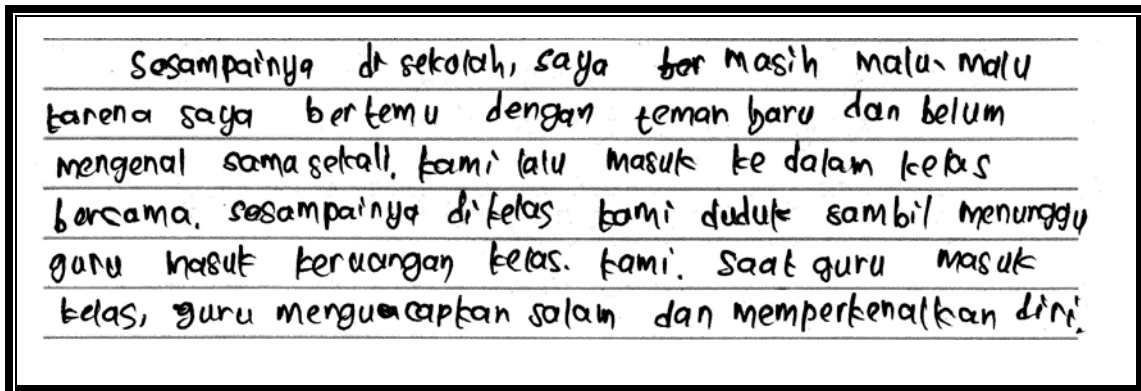 Sesampainya di sekolah, saya ber masih malu-malu
karena saya bertemu dengan teman baru dan belum
mengenal sama sekali. kami lalu masuk ke dalam kelas
bersama. sesampainya di kelas kami duduk sambil menunggu
guru masuk keruangan kelas. kami. Saat guru masuk
kelas, guru menguacapkan salam dan memperkenalkan diri.